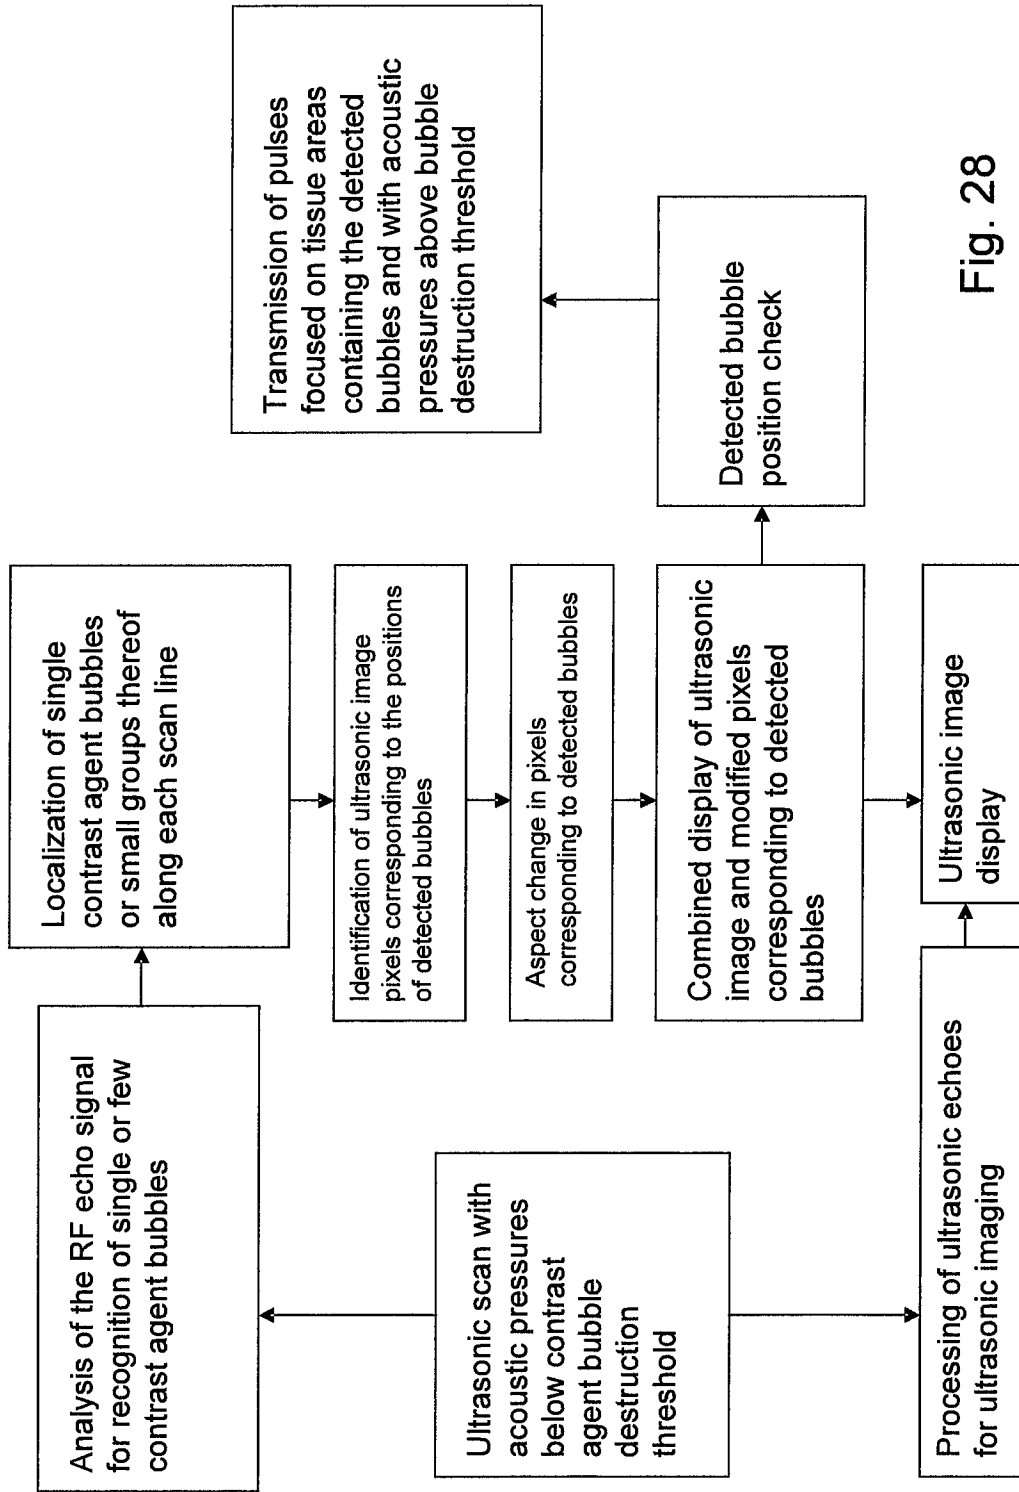 Analysis of the RF echo signal
for recognition of single or few
contrast agent bubbles
Localization of single
contrast agent bubbles
or small groups thereof
along each scan line
Identification of ultrasonic image
pixels corresponding to the positions
of detected bubbles
Aspect change in pixels
corresponding to detected bubbles
Combined display of ultrasonic
image and modified pixels
corresponding to detected
bubbles
Detected bubble
position check
Transmission of pulses
focused on tissue areas
containing the detected
bubbles and with acoustic
pressures above bubble
destruction threshold
Ultrasonic scan with
acoustic pressures
below contrast
agent bubble
destruction
threshold
Processing of ultrasonic echoes
for ultrasonic imaging
Ultrasonic image
display
Fig. 28